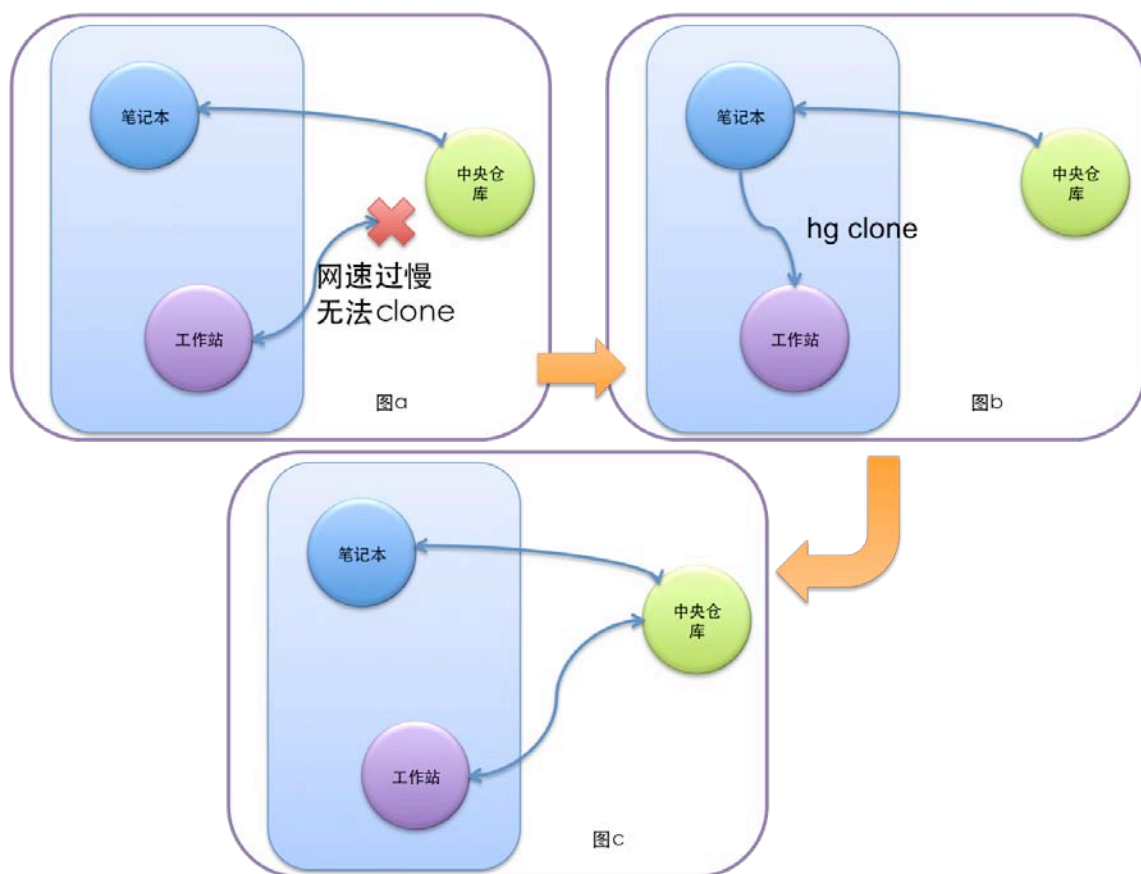 笔记本
中央仓
库
网速过慢
无法clone
工作站
图a
笔记本
中央仓
库
hg clone
工作站
图b
笔记本
中央仓
库
工作站
图c